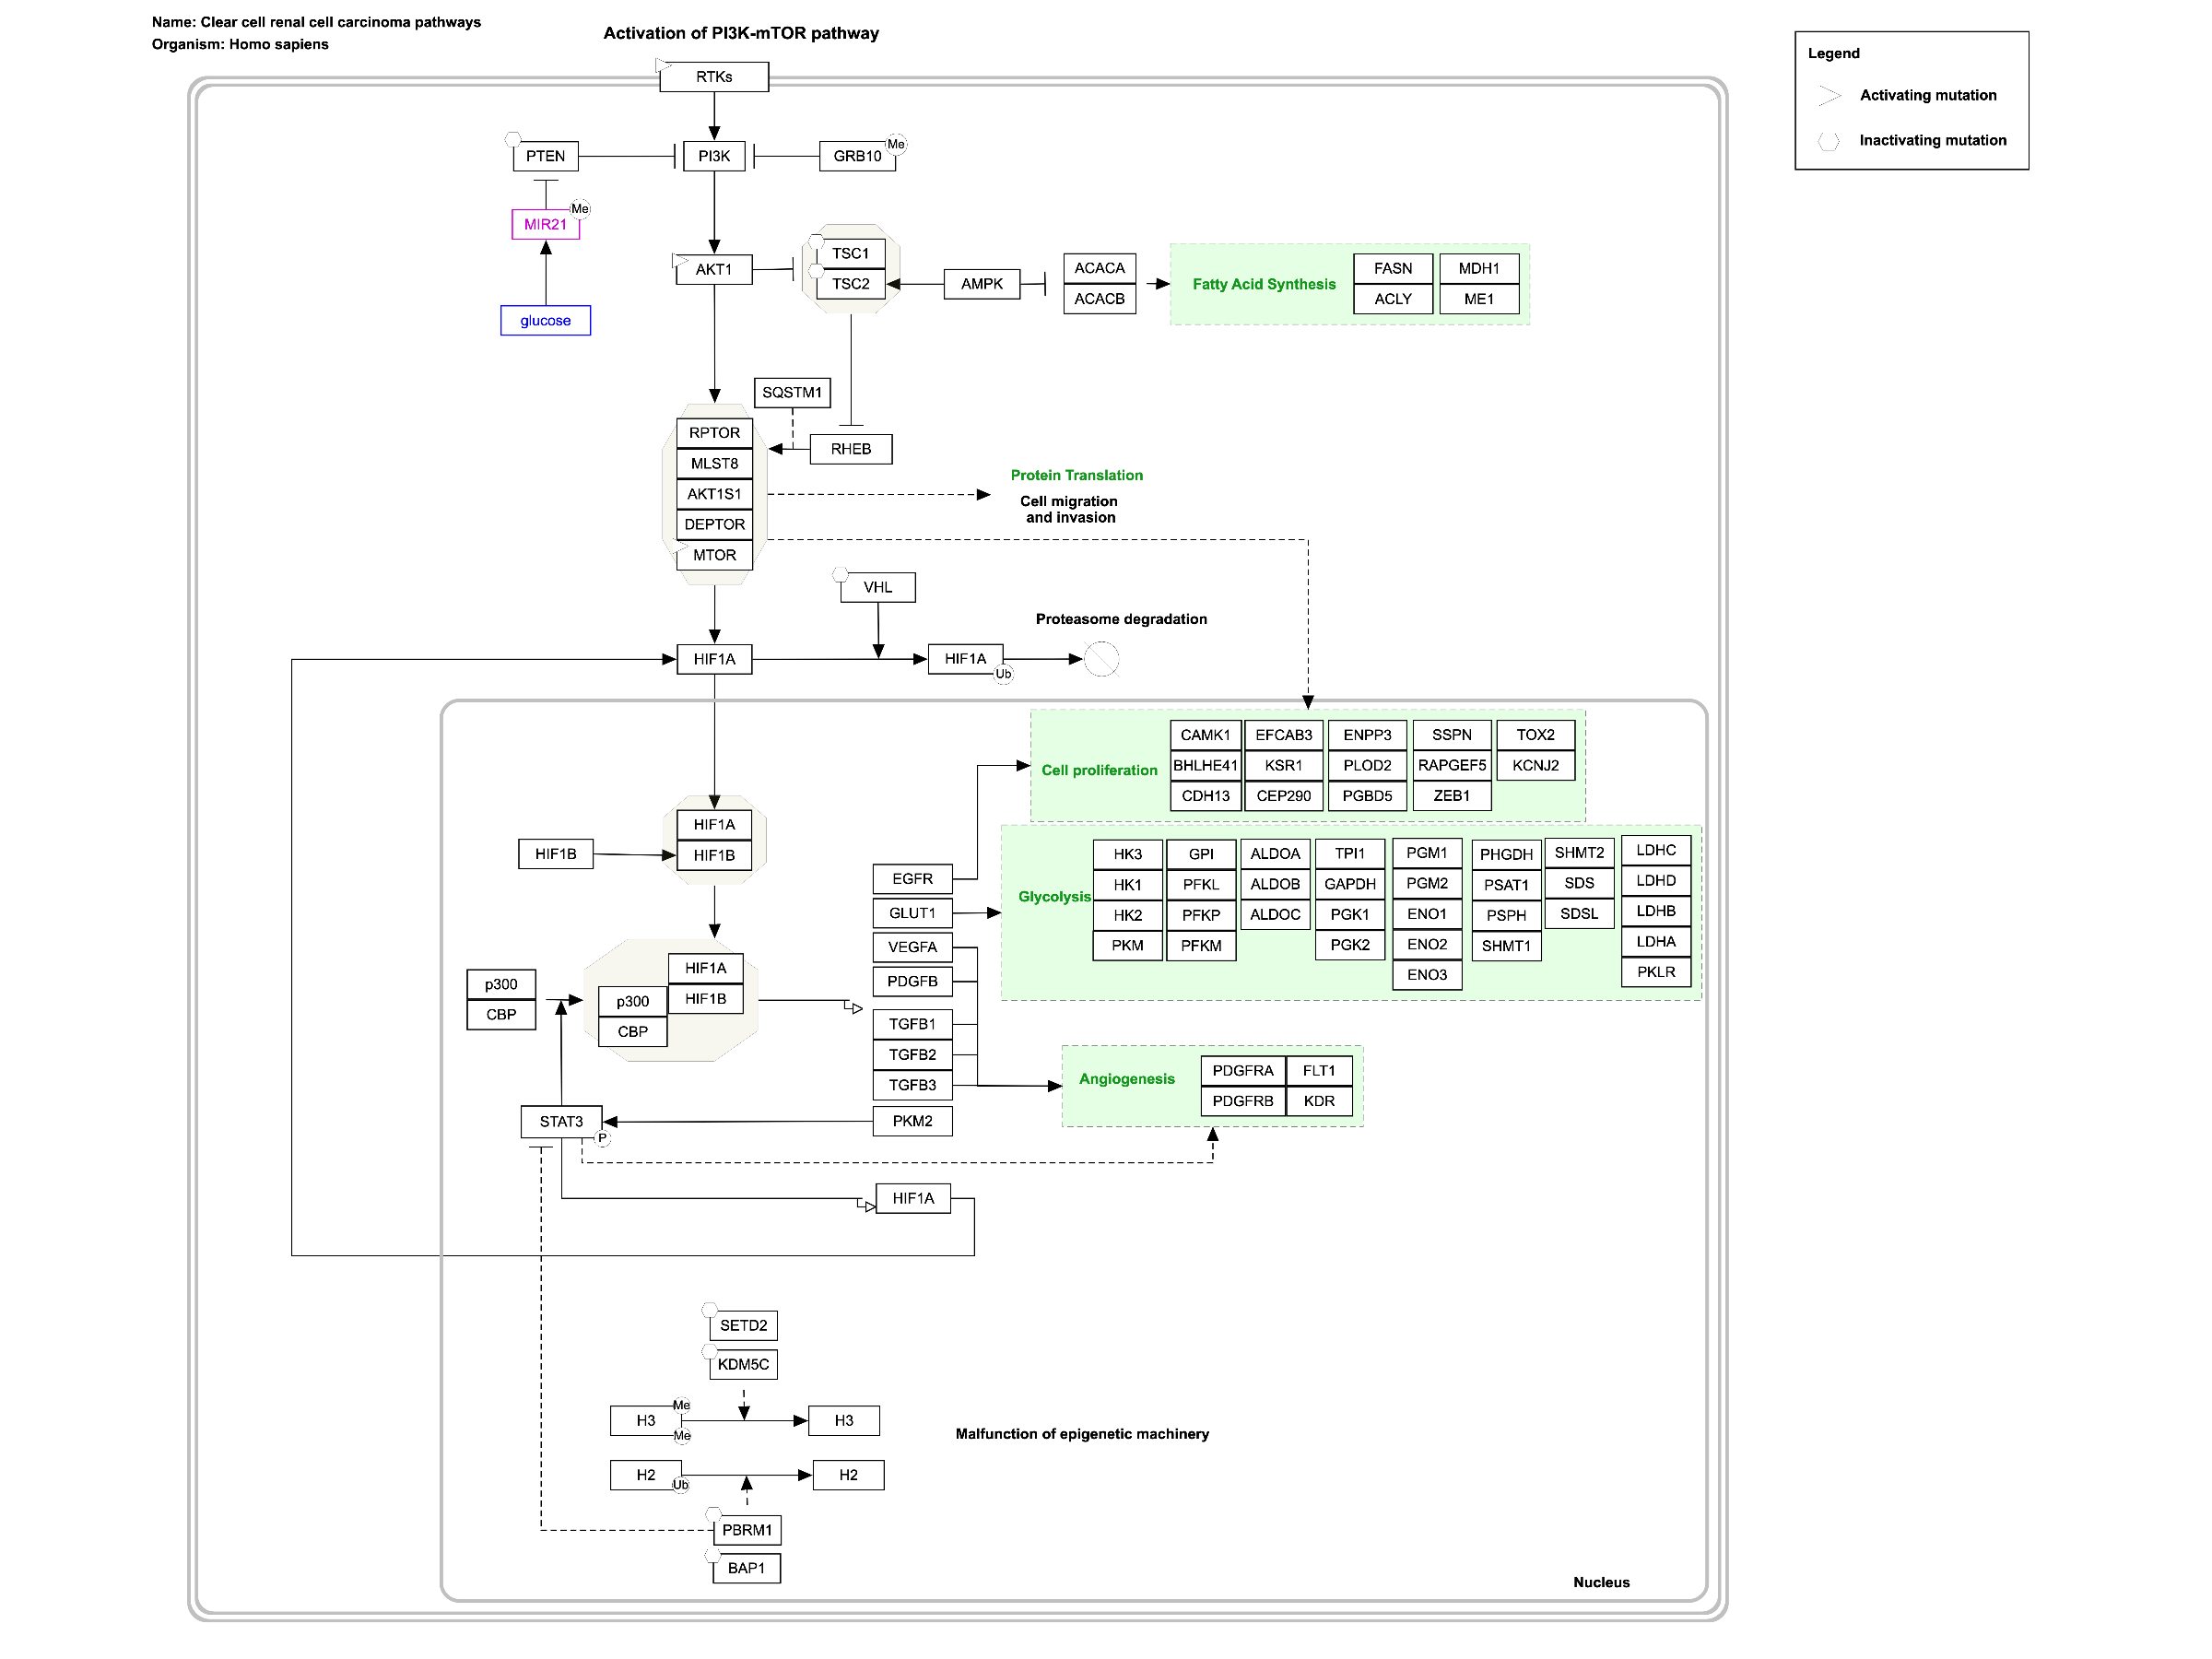 Name: Clear cell renal cell carcinoma pathways
Organism: Homo sapiens
Activation of PI3K-mTOR pathway
Legend
Activating mutation
Inactivating mutation
RTKs
PTEN
PI3K
GRB10
Me
MIR21
Me
glucose
AKT1
TSC1
TSC2
AMPK
ACACA
ACACB
Fatty Acid Synthesis
FASN
MDH1
ACLY
ME1
SQSTM1
RHEB
RPTOR
MLST8
AKT1S1
DEPTOR
MTOR
Protein Translation
Cell migration
and invasion
VHL
Proteasome degradation
HIF1A
HIF1A
Ub
Cell proliferation
CAMK1
EFCAB3
ENPP3
SSPN
TOX2
BHLHE41
KSR1
PLOD2
RAPGEF5
KCNJ2
CDH13
CEP290
PGBD5
ZEB1
HIF1A
HIF1B
HIF1B
Glycolysis
HK3
HK1
HK2
PKM
GPI
PFKL
PFKP
PFKM
ALDOA
ALDOB
ALDOC
TPI1
GAPDH
PGK1
PGK2
PGM1
PGM2
ENO1
ENO2
ENO3
PHGDH
PSAT1
PSPH
SHMT1
SHMT2
SDS
SDSL
LDHC
LDHD
LDHB
LDHA
PKLR
EGFR
GLUT1
VEGFA
PDGFB
TGFB1
TGFB2
TGFB3
PKM2
p300
CBP
HIF1A
HIF1B
p300
CBP
Angiogenesis
PDGFRA
FLT1
PDGFRB
KDR
STAT3
P
HIF1A
SETD2
KDM5C
H3
Me
Me
H3
Malfunction of epigenetic machinery
H2
Ub
H2
PBRM1
BAP1
Nucleus